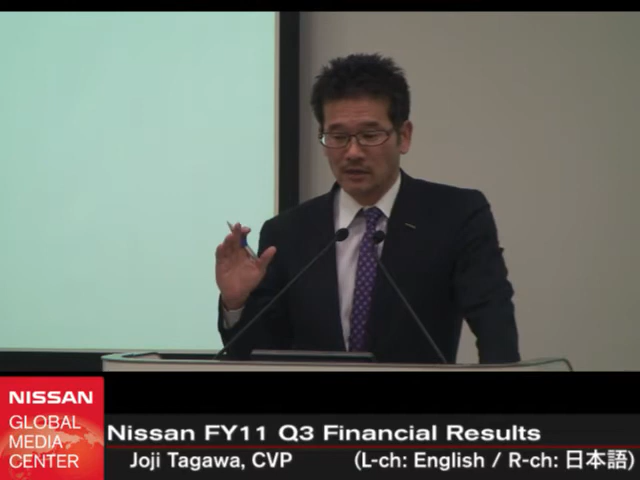 NISSAN
GLOBAL
MEDIA
CENTER
Nissan FY11 Q3 Financial Results
Joji Tagawa, CVP (L-ch: English / R-ch: 日本語)